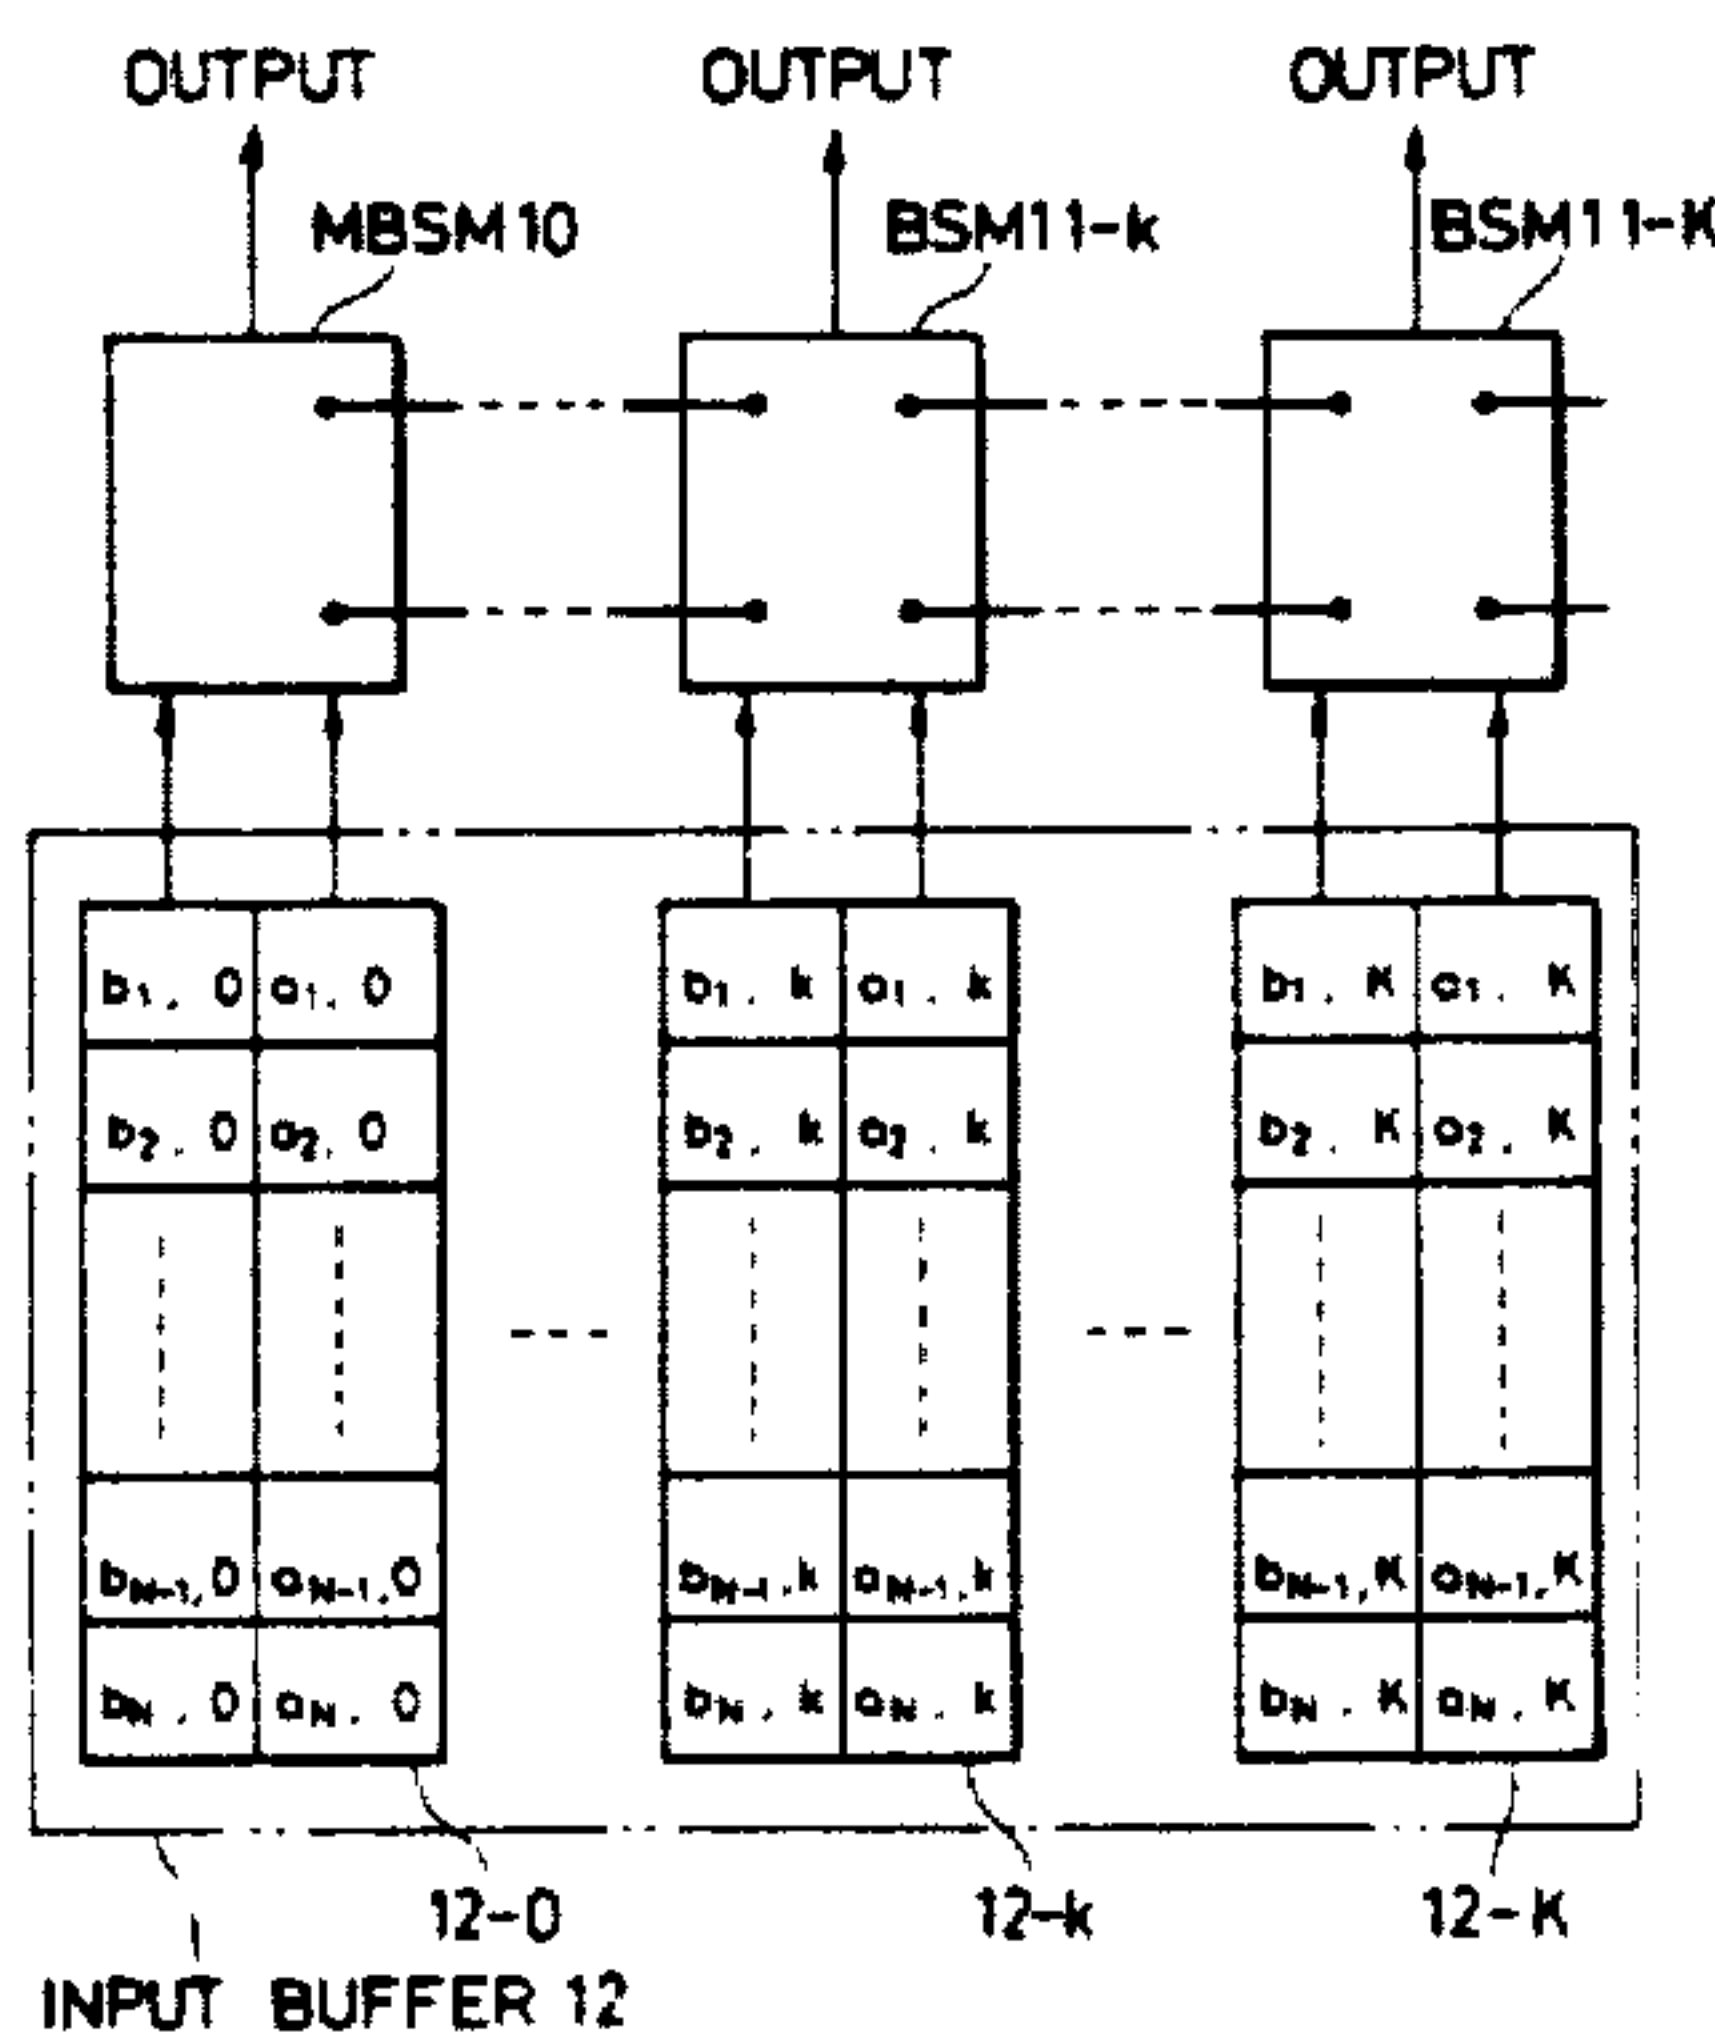 OUTPUT OUTPUT OUTPUT
MBSM10 BSM11-k BSM11-K
b1, 0 a1, 0 b1, k a1, k b1, K a1, K
b2, 0 a2, 0 b2, k a2, k b2, K a2, K
bN-1,0 aN-1,0 bN-1,k aN-1,k bN-1,K aN-1,K
bN, 0 aN, 0 bN, k aN, k bN, K aN, K
12-0 12-k 12-K
INPUT BUFFER 12